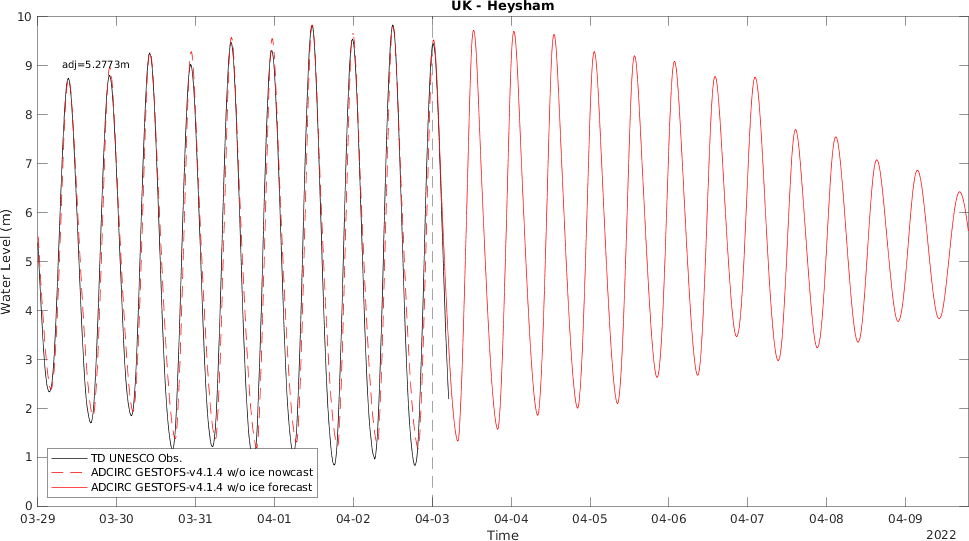 UK - Heysham
adj=5.2773m
Water Level (m)
10
9
8
7
6
5
4
3
2
1
0
TD UNESCO Obs.
ADCIRC GESTOFS-v4.1.4 w/o ice nowcast
ADCIRC GESTOFS-v4.1.4 w/o ice forecast
03-29 03-30 03-31 04-01 04-02 04-03 04-04 04-05 04-06 04-07 04-08 04-09
Time
2022